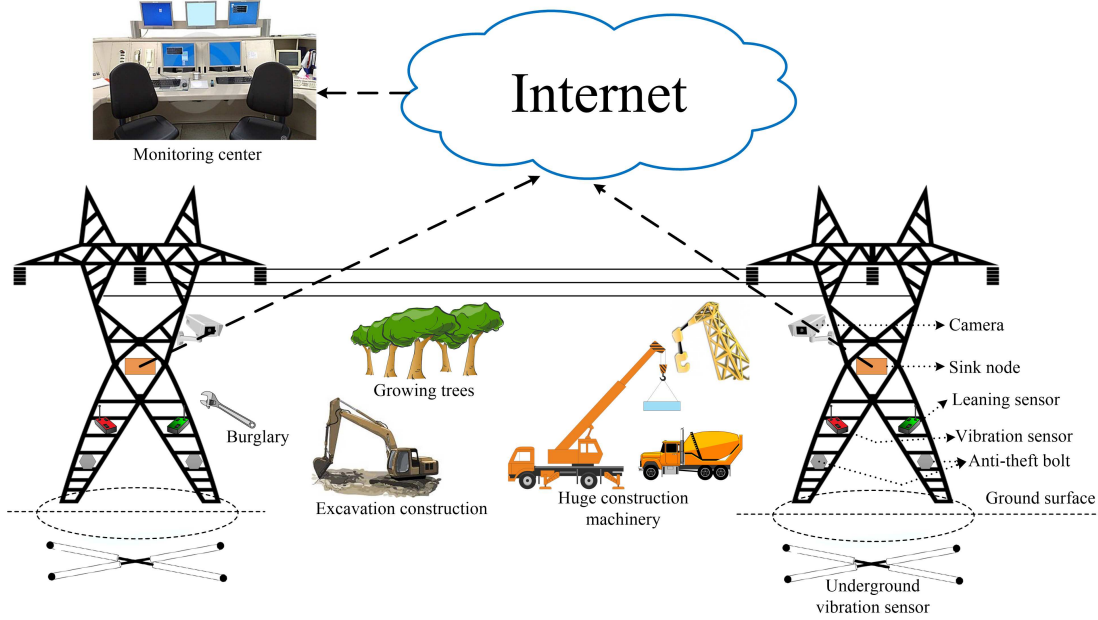 Internet
Monitoring center
Camera
Growing trees
Sink node
Leaning sensor
Burglary
Vibration sensor
Anti-theft bolt
Excavation construction
Huge construction
machinery
Ground surface
Underground
vibration sensor